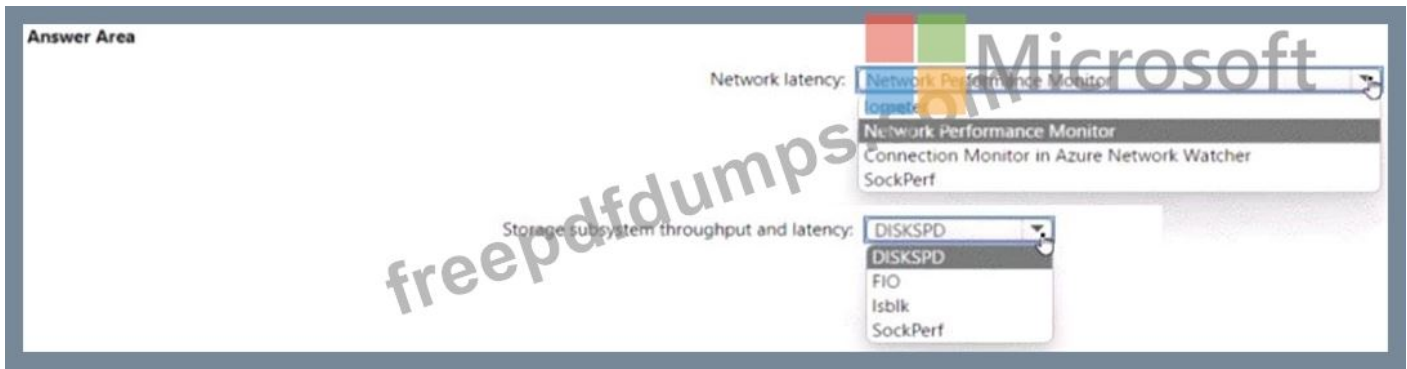 Answer Area
Microsoft
Network latency: Network Performance Monitor
Iometer
Network Performance Monitor
Connection Monitor in Azure Network Watcher
SockPerf
freepdfdumps.com
Storage subsystem throughput and latency: DISKSPD
DISKSPD
FIO
lsblk
SockPerf